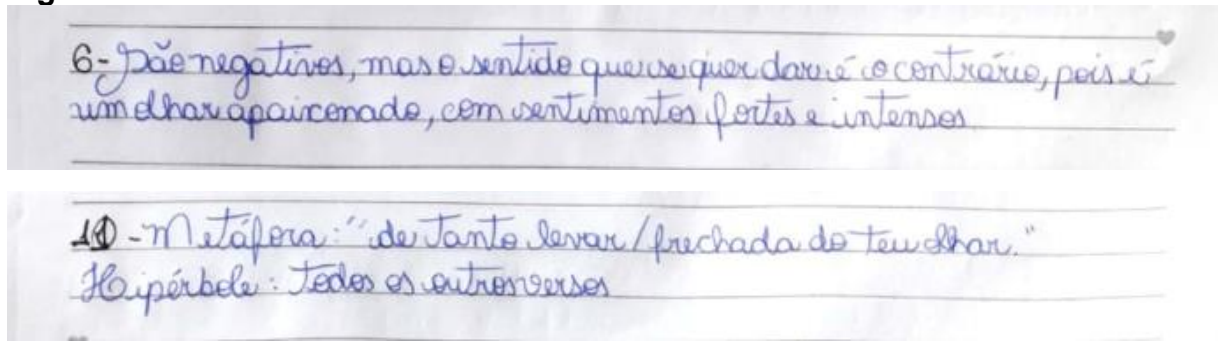 6- São negativos, mas o sentido que se quer dar é o contrário, pois é
um olhar apaixonado, com sentimentos fortes e intensos.
10 - Metáfora: "de tanto levar/frechada do teu olhar."
Hipérbole: Todos os outros versos